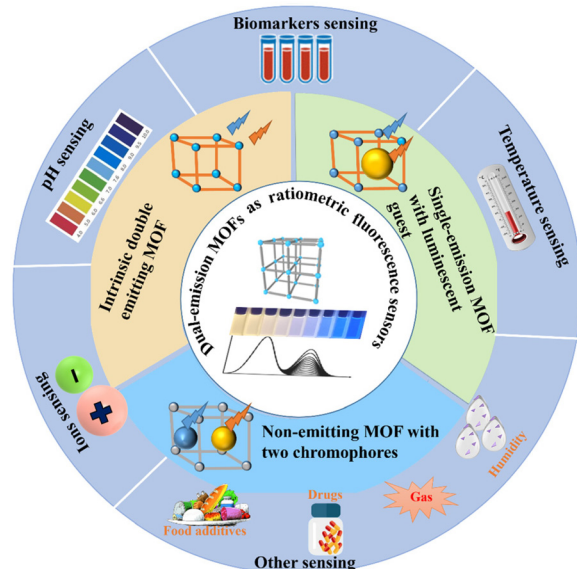 Biomarkers sensing
pH sensing
Temperature sensing
Intrinsic double
emitting MOF
Single-emission MOF
with luminescent
guest
Dual-emission MOFs as ratiometric fluorescence sensors
Ions sensing
Non-emitting MOF with
two chromophores
Humidity
Gas
Drugs
Food additives
Other sensing